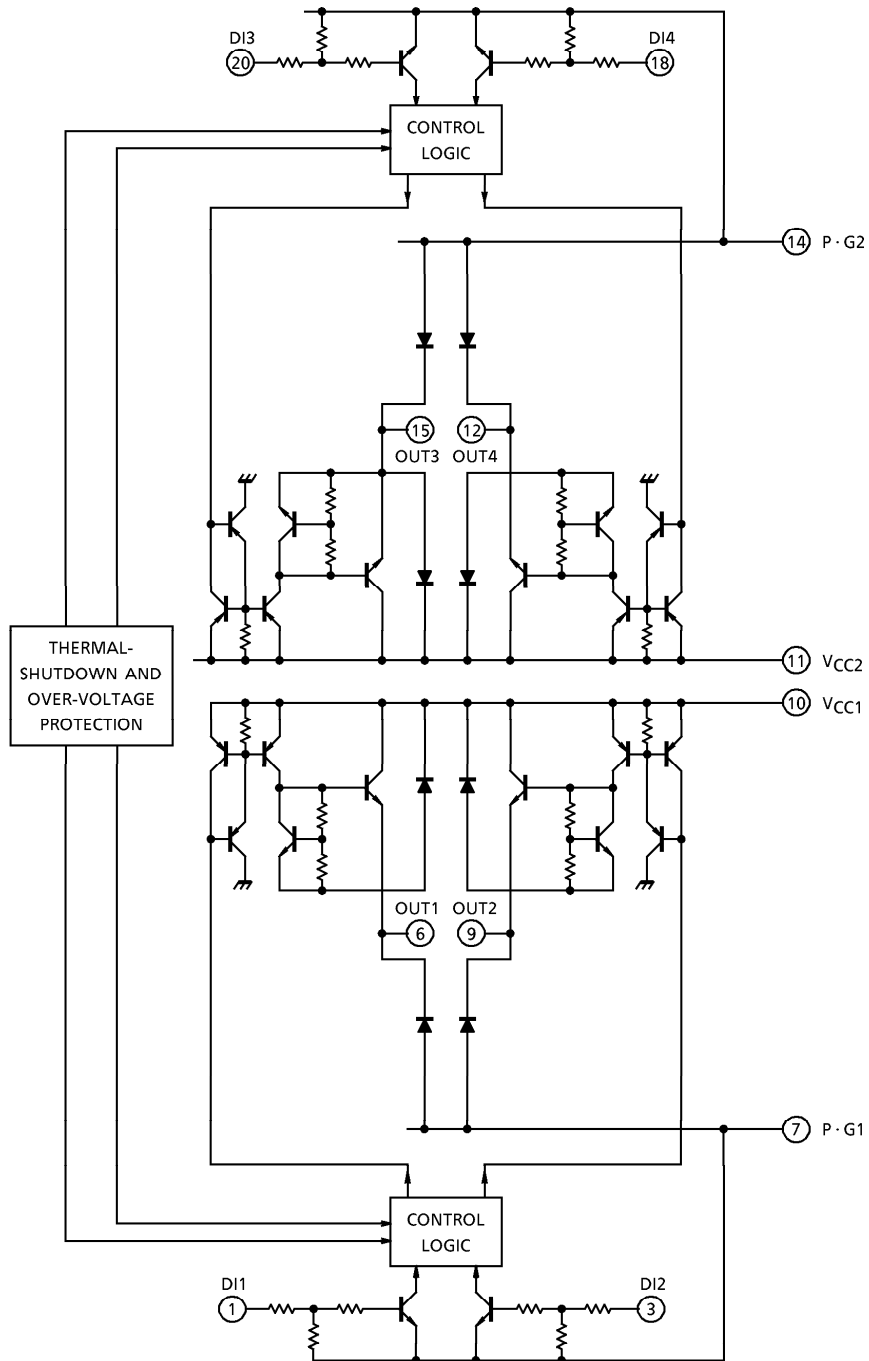 DI3
DI4
20
18
CONTROL
LOGIC
14 P · G2
15
12
OUT3
OUT4
THERMAL-
SHUTDOWN AND
OVER-VOLTAGE
PROTECTION
11 VCC2
10 VCC1
OUT1
OUT2
6
9
7 P · G1
CONTROL
LOGIC
DI1
DI2
1
3